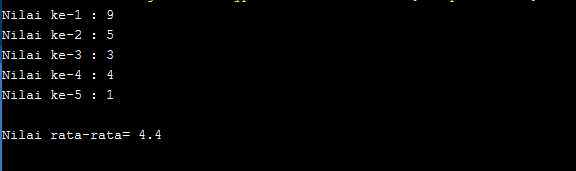 Nilai ke-1 : 9
Nilai ke-2 : 5
Nilai ke-3 : 3
Nilai ke-4 : 4
Nilai ke-5 : 1
Nilai rata-rata= 4.4